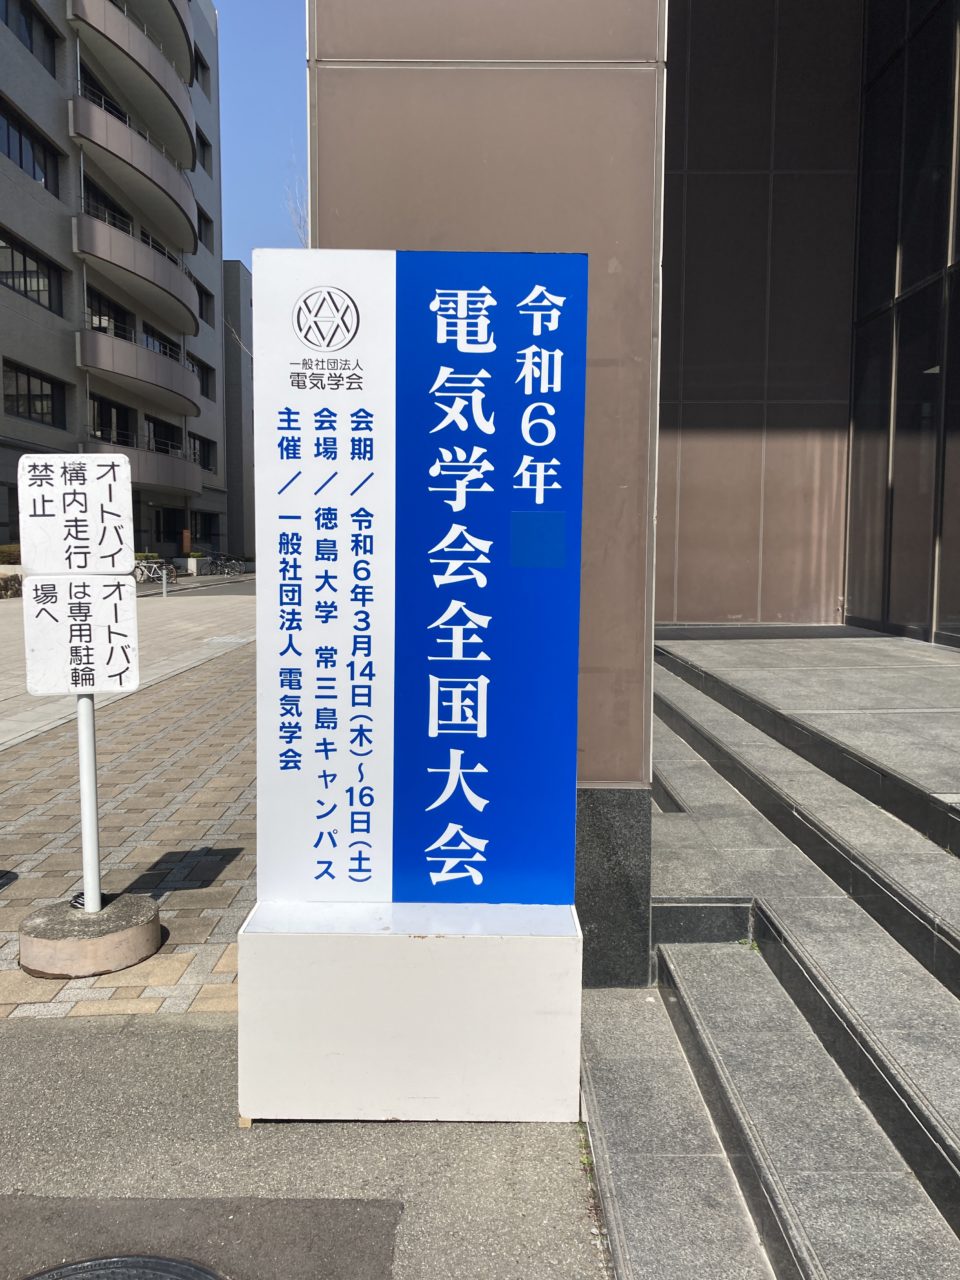 令和6年
電気学会全国大会
一般社団法人
電気学会
会期/令和6年3月14日(木)~16日(土)
会場/徳島大学 常三島キャンパス
主催/一般社団法人 電気学会
オートバイ
構内走行
禁止
オートバイ
は専用駐輪
場へ